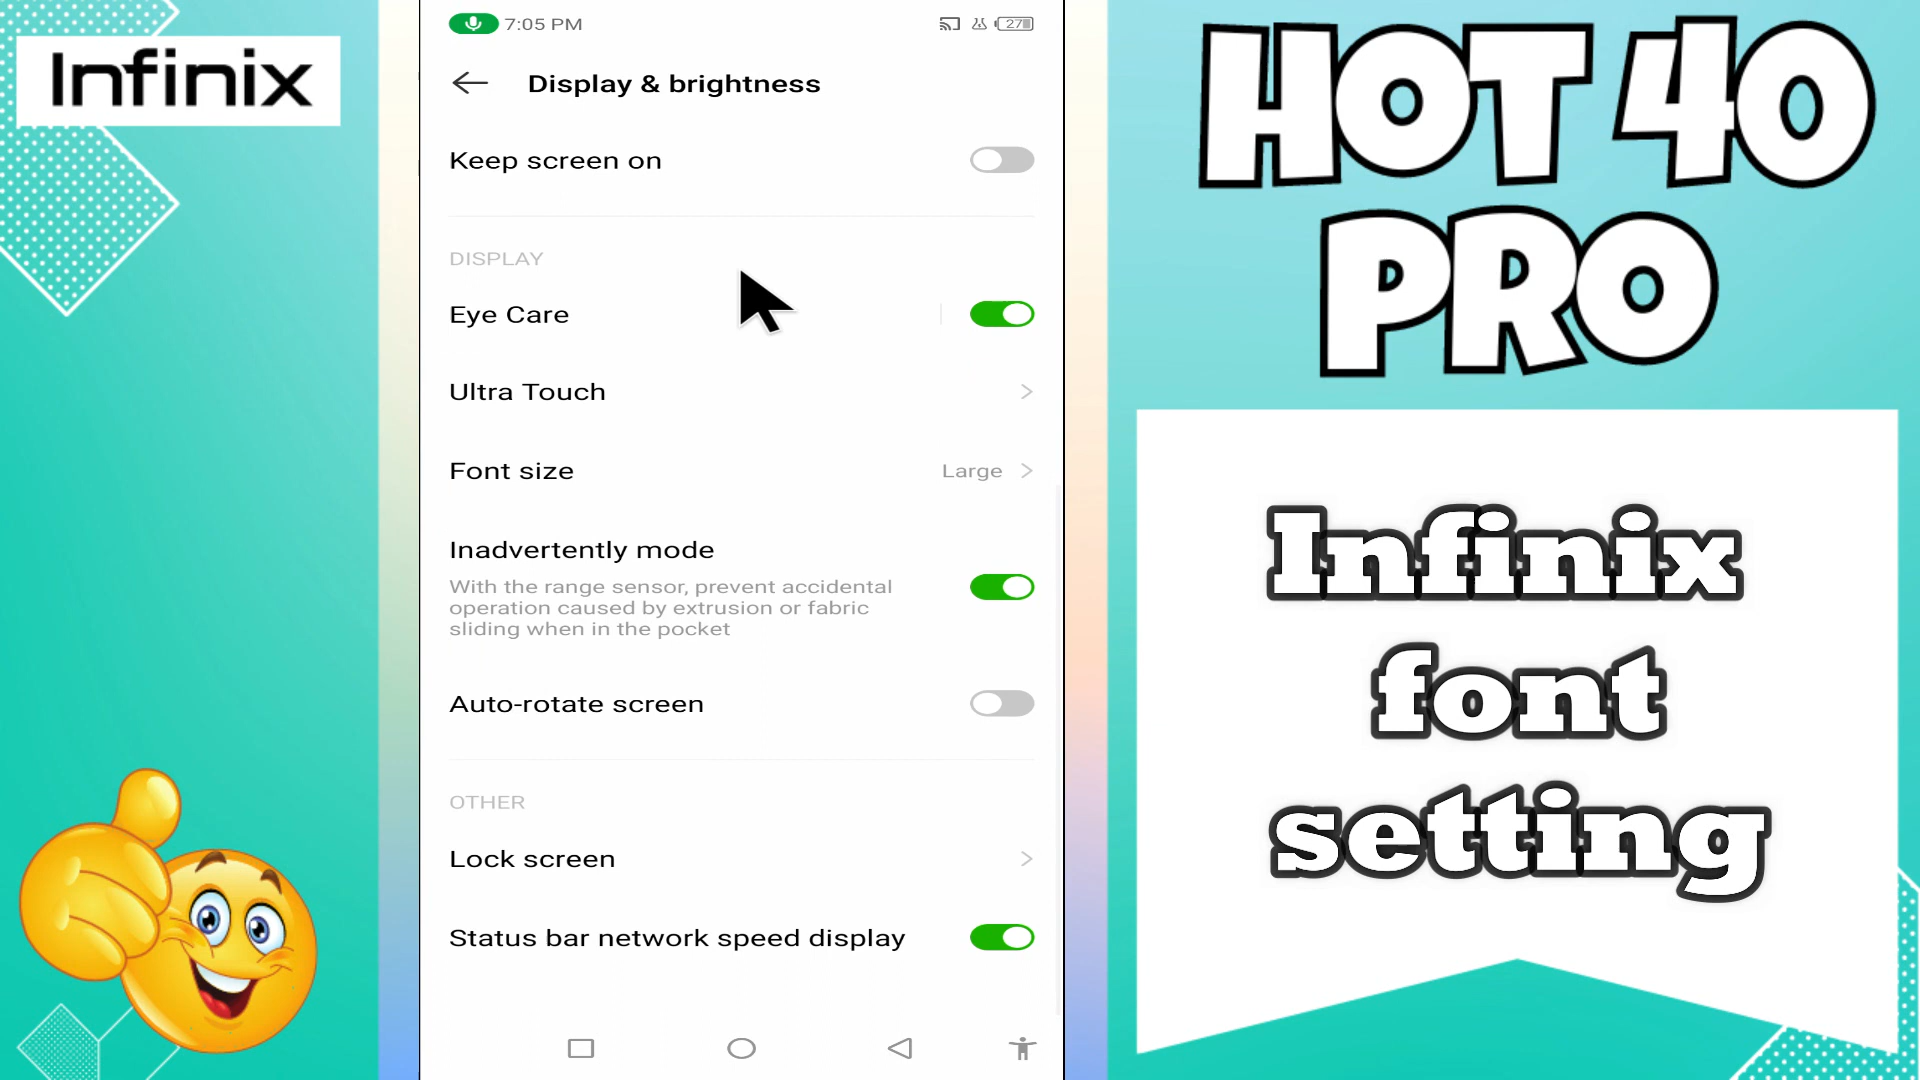 Infinix
7:05 PM
27
Display & brightness
Keep screen on
DISPLAY
Eye Care
Ultra Touch
Font size
Large
Inadvertently mode
With the range sensor, prevent accidental
operation caused by extrusion or fabric
sliding when in the pocket
Auto-rotate screen
OTHER
Lock screen
Status bar network speed display
HOT 40
PRO
Infinix
font
setting